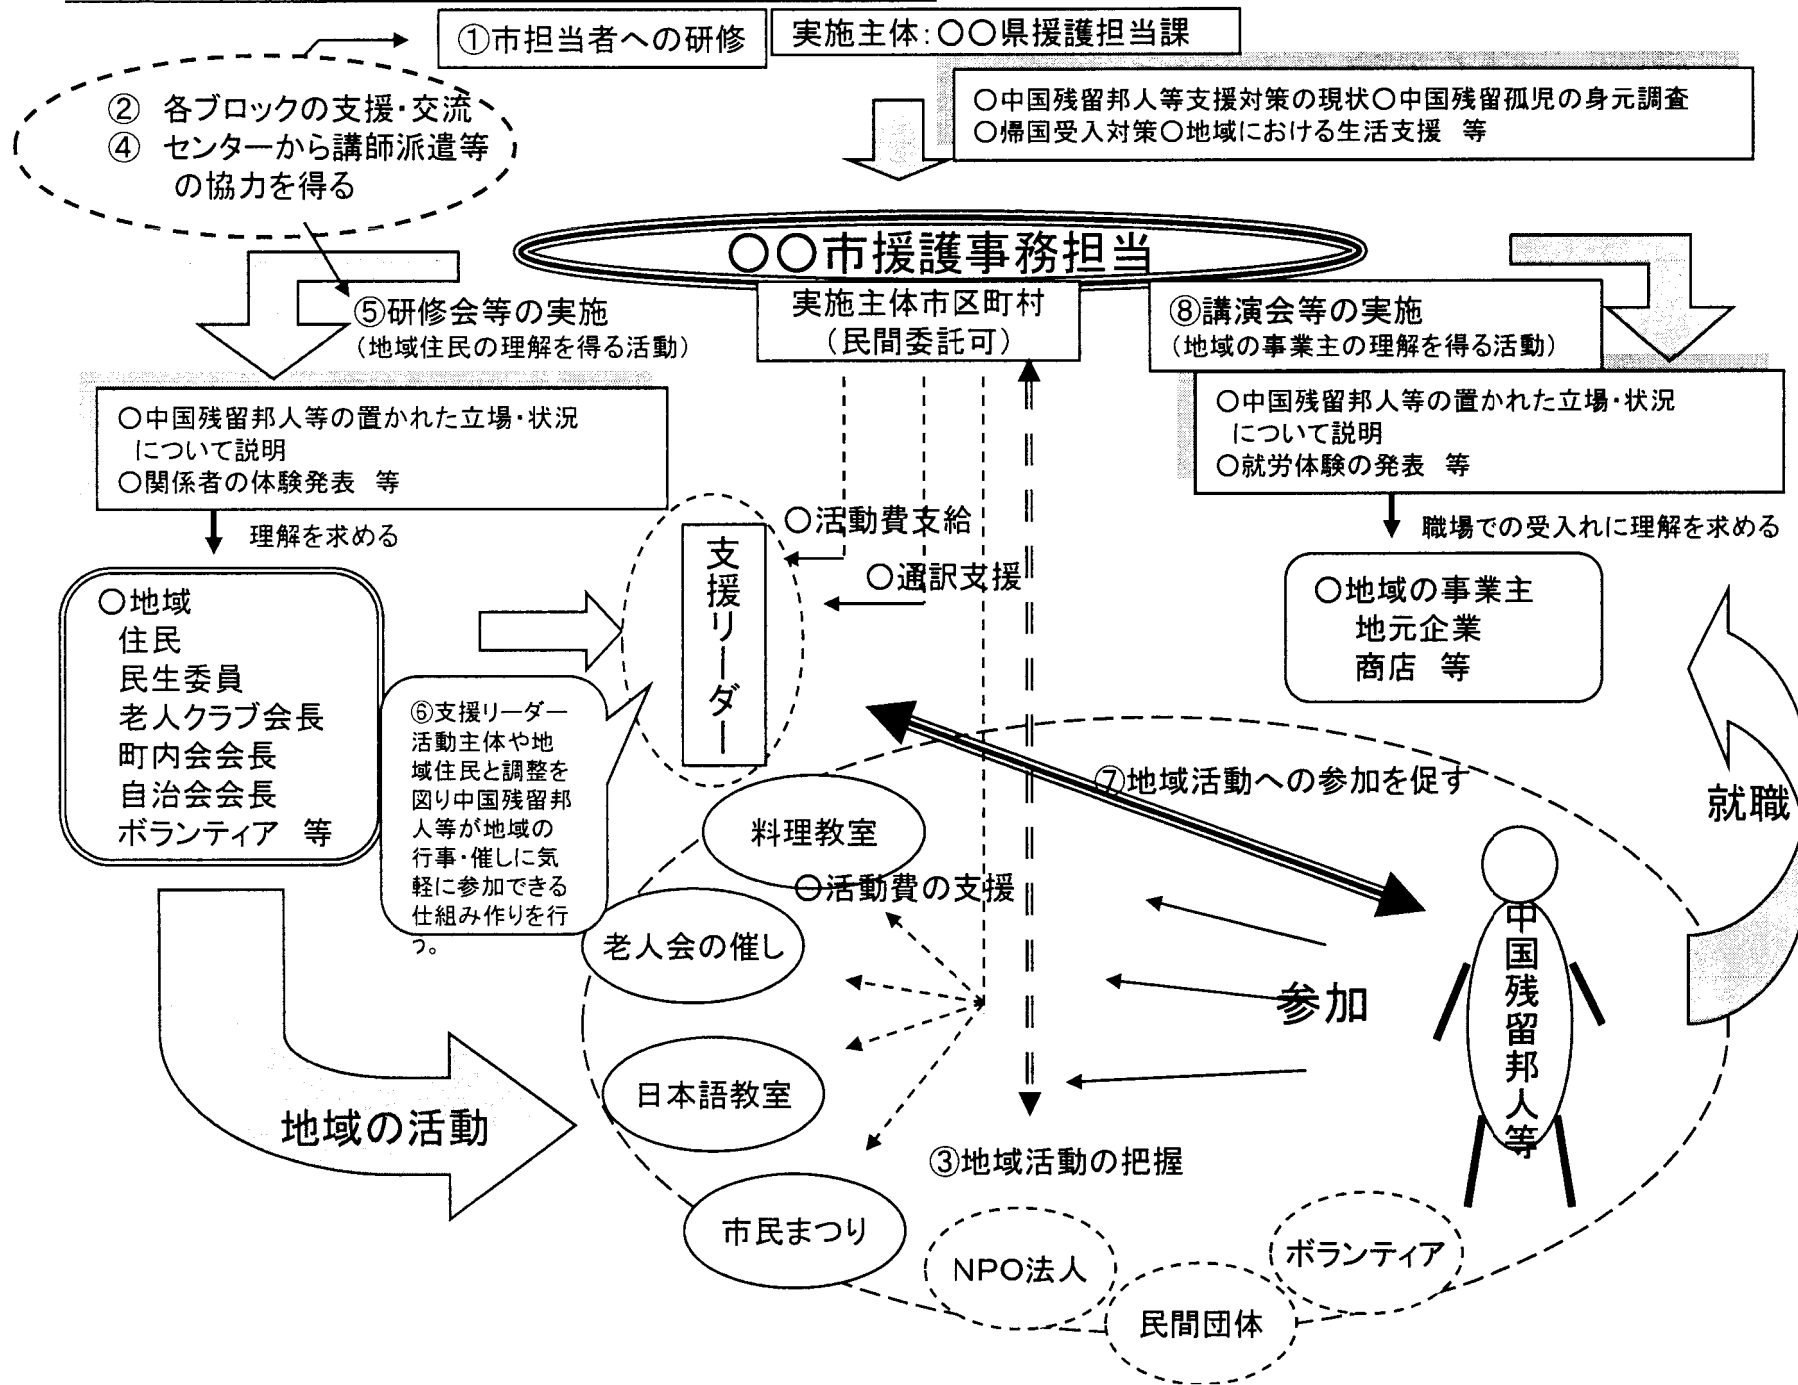 ①市担当者への研修
実施主体：〇〇県援護担当課
② 各ブロックの支援・交流
④ センターから講師派遣等
の協力を得る
〇中国残留邦人等支援対策の現状〇中国残留孤児の身元調査
〇帰国受入対策〇地域における生活支援 等
〇〇市援護事務担当
実施主体市区町村
（民間委託可）
⑤研修会等の実施
（地域住民の理解を得る活動）
⑧講演会等の実施
（地域の事業主の理解を得る活動）
〇中国残留邦人等の置かれた立場・状況
について説明
〇関係者の体験発表 等
〇中国残留邦人等の置かれた立場・状況
について説明
〇就労体験の発表 等
理解を求める
職場での受入れに理解を求める
〇活動費支給
〇通訳支援
支援リーダー
〇地域
住民
民生委員
老人クラブ会長
町内会会長
自治会会長
ボランティア 等
〇地域の事業主
地元企業
商店 等
⑥支援リーダー
活動主体や地
域住民と調整を
図り中国残留邦
人等が地域の
行事・催しに気
軽に参加できる
仕組み作りを行
う。
⑦地域活動への参加を促す
就職
料理教室
〇活動費の支援
老人会の催し
参加
中国残留邦人等
日本語教室
地域の活動
③地域活動の把握
市民まつり
NPO法人
民間団体
ボランティア